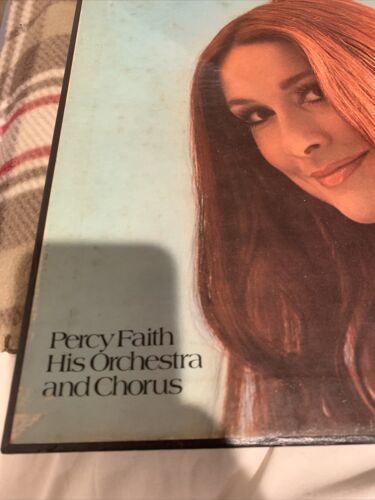 Percy Faith
His Orchestra
and Chorus